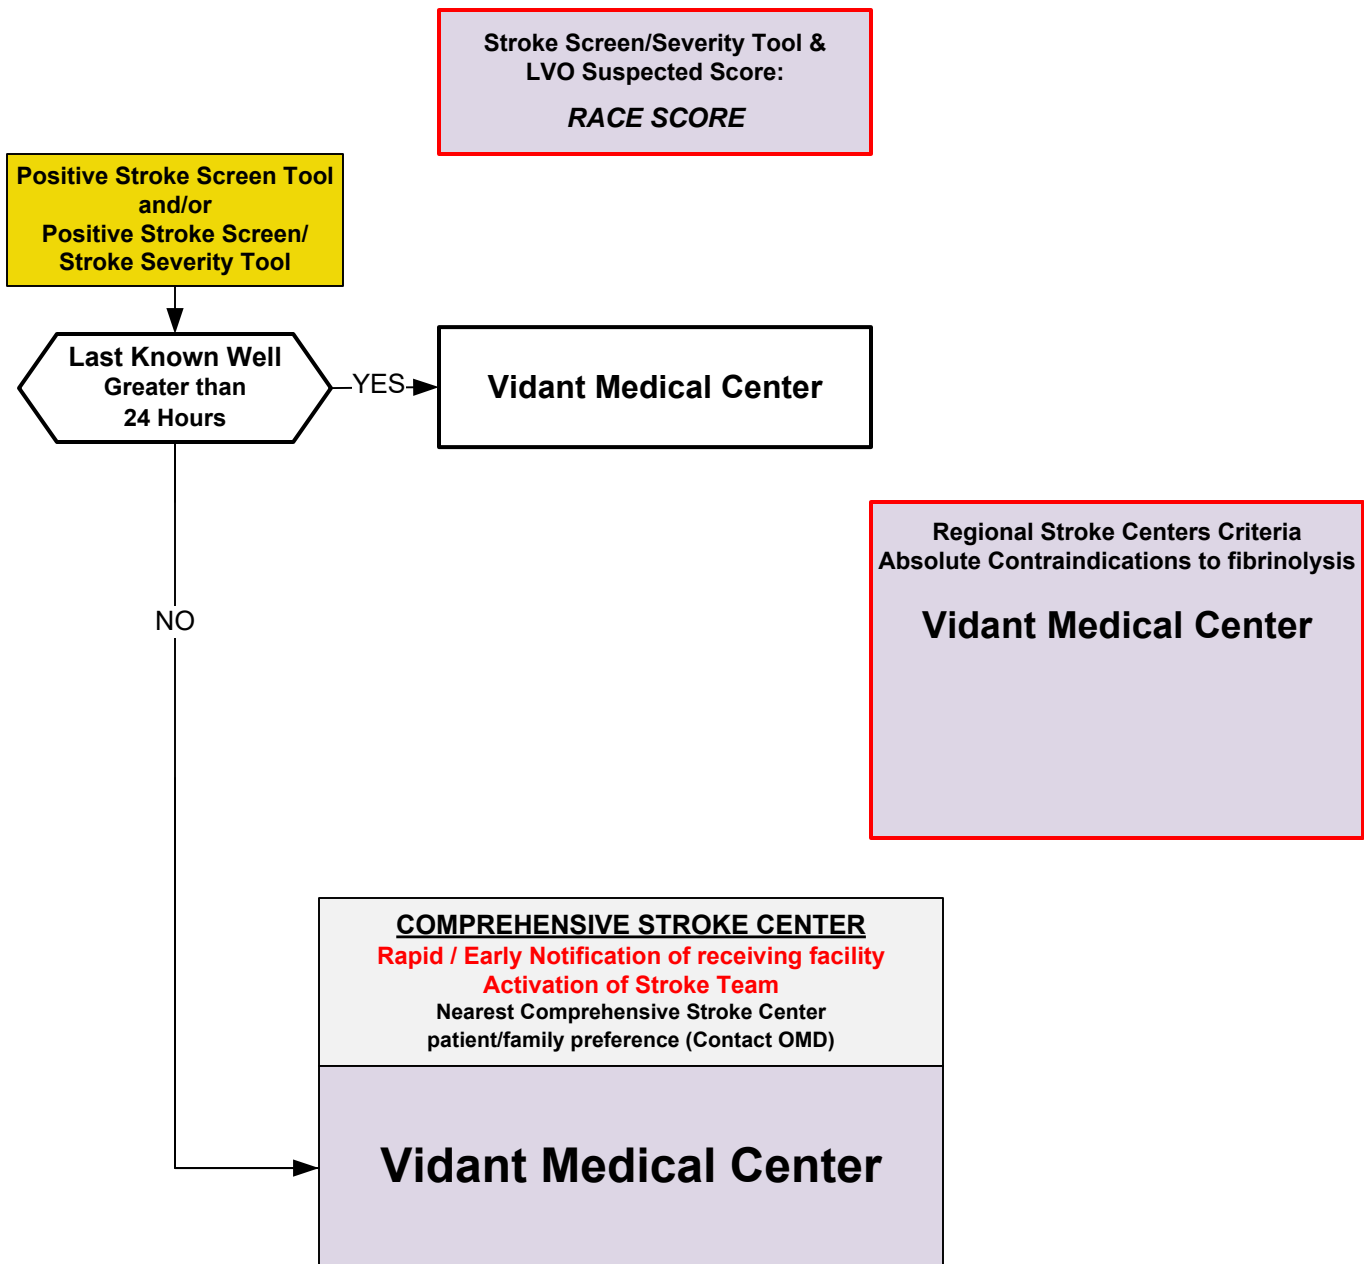 Stroke Screen/Severity Tool &
LVO Suspected Score:
RACE SCORE
Positive Stroke Screen Tool
and/or
Positive Stroke Screen/
Stroke Severity Tool
Last Known Well
Greater than
24 Hours
YES
Vidant Medical Center
Regional Stroke Centers Criteria
Absolute Contraindications to fibrinolysis
Vidant Medical Center
NO
COMPREHENSIVE STROKE CENTER
Rapid / Early Notification of receiving facility
Activation of Stroke Team
Nearest Comprehensive Stroke Center
patient/family preference (Contact OMD)
Vidant Medical Center